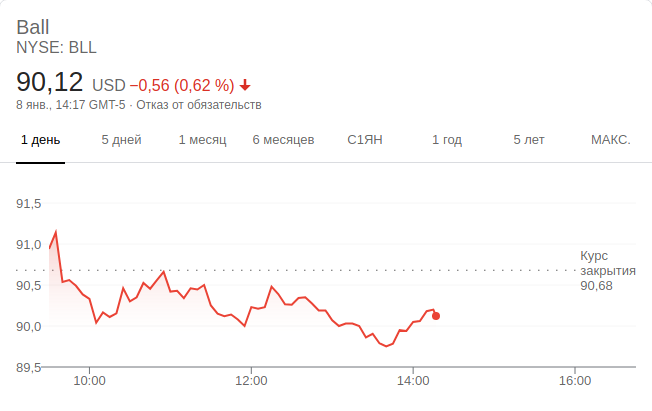 Ball
NYSE: BLL
90,12 USD −0,56 (0,62 %)
8 янв., 14:17 GMT-5 · Отказ от обязательств
1 день 5 дней 1 месяц 6 месяцев С1ЯН 1 год 5 лет МАКС.
91,5
91,0
90,5
90,0
89,5
Курс
закрытия
90,68
10:00 12:00 14:00 16:00